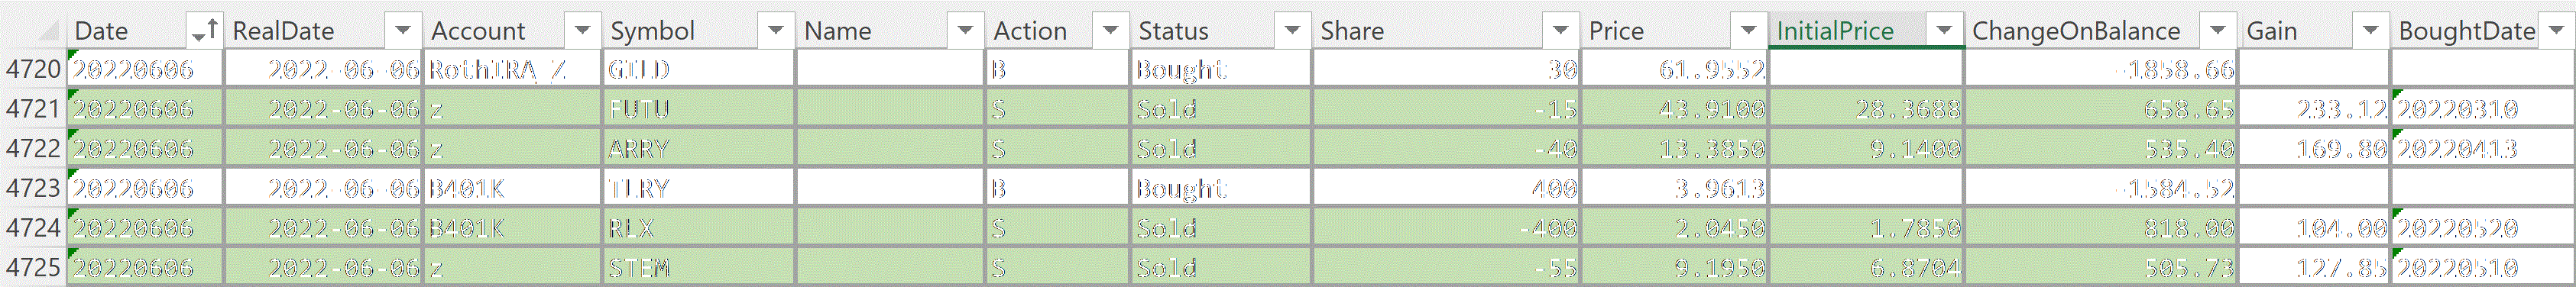 Date RealDate Account Symbol Name Action Status Share Price InitialPrice ChangeOnBalance Gain BoughtDate
4720 20220606 2022-06-06 RothIRA_Z GILD B Bought 30 61.9552 -1858.66
4721 20220606 2022-06-06 z FUTU S Sold -15 43.9100 28.3688 658.65 233.12 20220310
4722 20220606 2022-06-06 z ARRY S Sold -40 13.3850 9.1400 535.40 169.80 20220413
4723 20220606 2022-06-06 B401K TLRY B Bought 400 3.9613 -1584.52
4724 20220606 2022-06-06 B401K RLX S Sold -400 2.0450 1.7850 818.00 104.00 20220520
4725 20220606 2022-06-06 z STEM S Sold -55 9.1950 6.8704 505.73 127.85 20220510